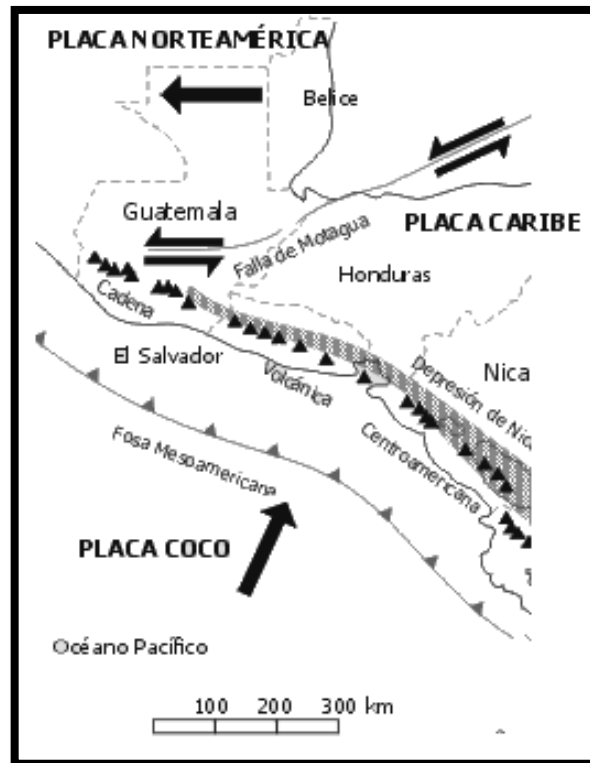 PLACA NORTEAMÉRICA
Belice
Guatemala
PLACA CARIBE
Falla de Motagua
Honduras
Cadena
El Salvador
Volcánica
Depresión de Nic
Nica
Centroamericana
Fosa Mesoamericana
PLACA COCO
Océano Pacífico
100 200 300 km